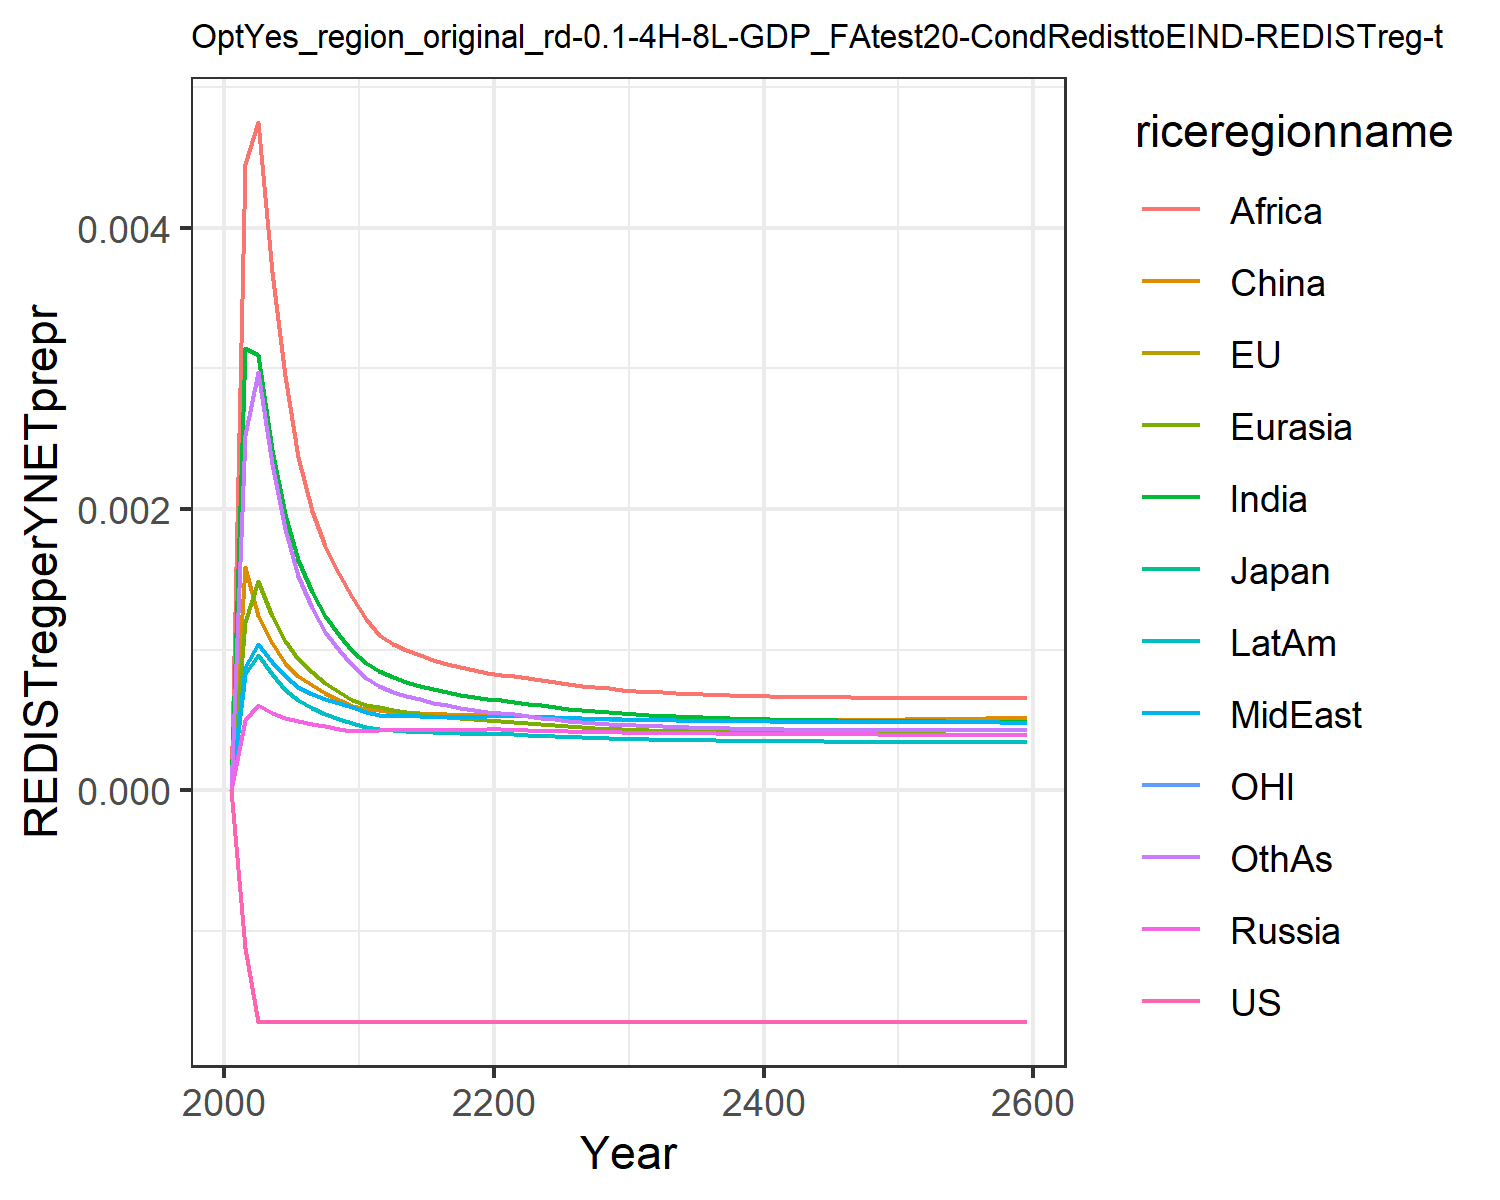 OptYes_region_original_rd-0.1-4H-8L-GDP_FAtest20-CondRedisttoEIND-REDISTreg-t
REDISTregperYNETprepr
0.004
0.002
0.000
2000
2200
2400
2600
Year
riceregionname
Africa
China
EU
Eurasia
India
Japan
LatAm
MidEast
OHI
OthAs
Russia
US